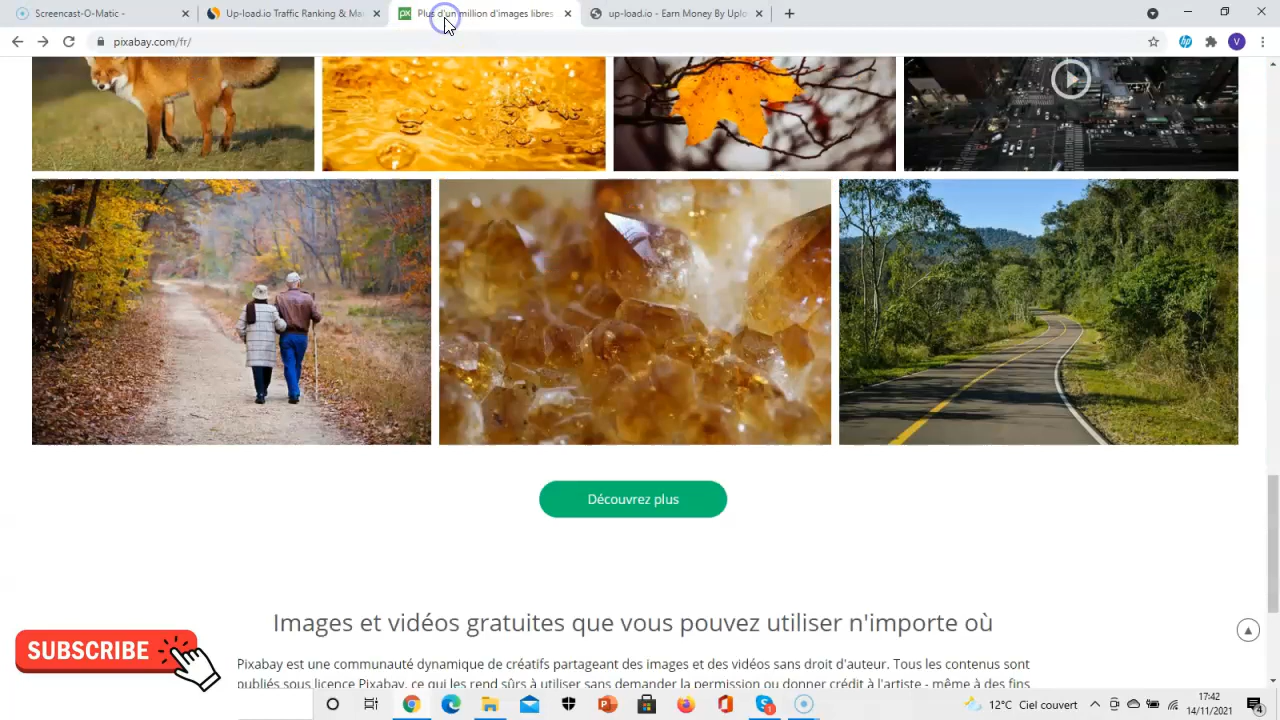 Screencast-O-Matic
Up-load.io Traffic Ranking & Ma
Plus d'un million d'images libres
up-load.io - Earn Money By Uplo
pixabay.com/fr/
V
Découvrez plus
Images et vidéos gratuites que vous pouvez utiliser n'importe où
Pixabay est une communauté dynamique de créatifs partageant des images et des vidéos sans droit d'auteur. Tous les contenus sont
publiés sous licence Pixabay, ce qui les rend sûrs à utiliser sans demander la permission ou donner crédit à l'artiste - même à des fins
SUBSCRIBE
12°C Ciel couvert
17:42
14/11/2021